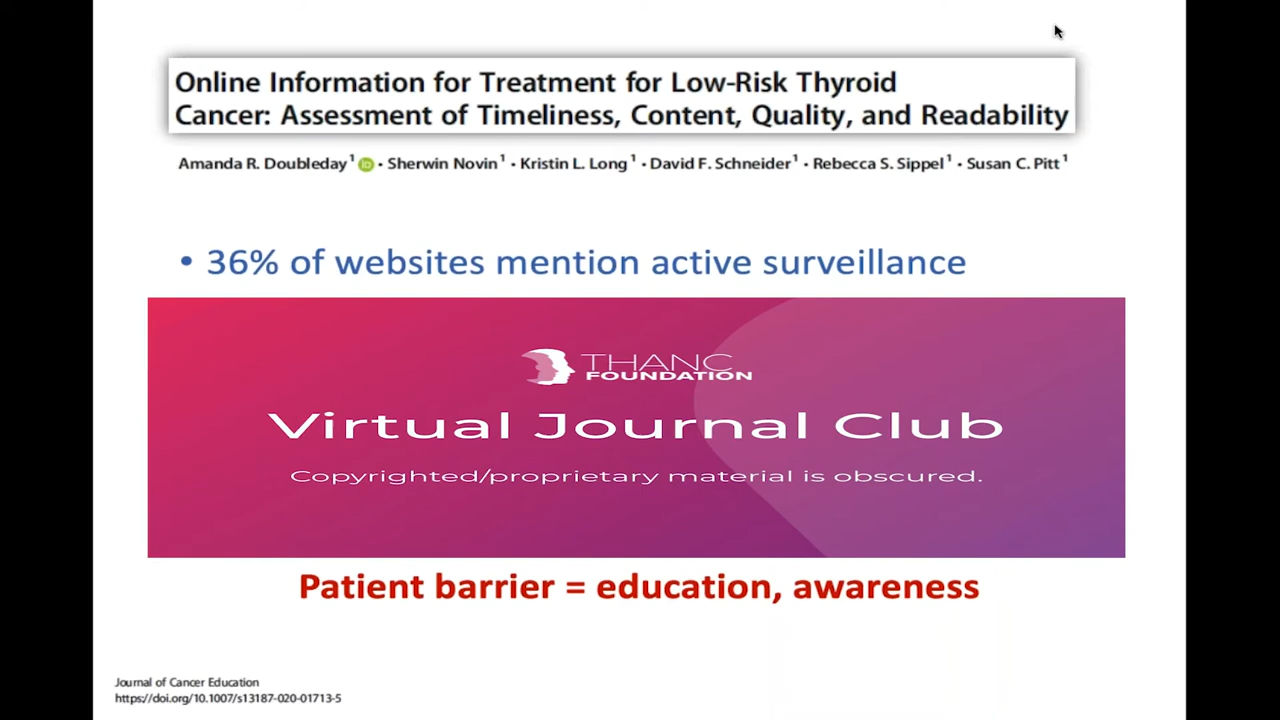 Online Information for Treatment for Low-Risk Thyroid
Cancer: Assessment of Timeliness, Content, Quality, and Readability
Amanda R. Doubleday¹ iD • Sherwin Novin¹ • Kristin L. Long¹ • David F. Schneider¹ • Rebecca S. Sippel¹ • Susan C. Pitt¹
• 36% of websites mention active surveillance
THANC
FOUNDATION
Virtual Journal Club
Copyrighted/proprietary material is obscured.
Patient barrier = education, awareness
Journal of Cancer Education
https://doi.org/10.1007/s13187-020-01713-5